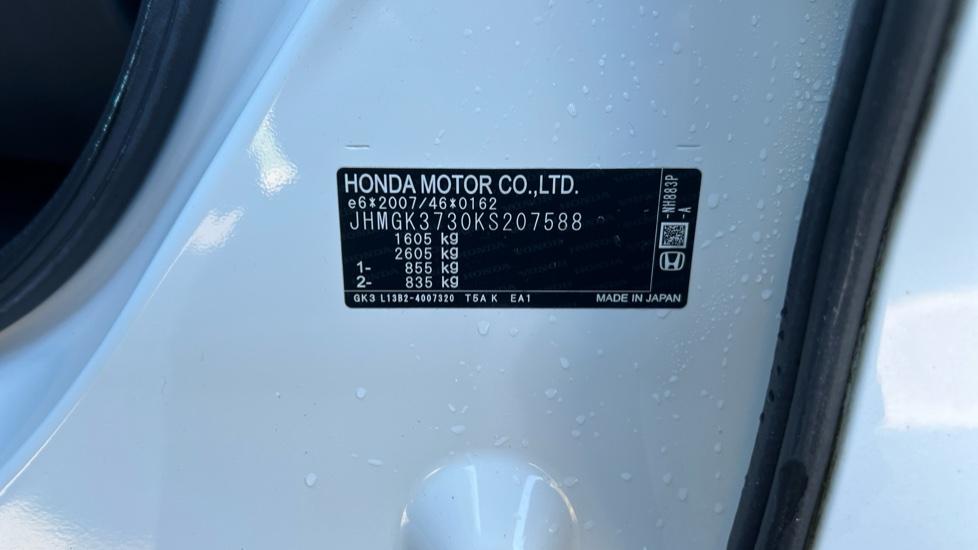 HONDA MOTOR CO.,LTD.
e6*2007/46*0162
JHMGK3730KS207588
1605 kg
2605 kg
1- 855 kg
2- 835 kg
GK3 L13B2-4007320 T5A K EA1
MADE IN JAPAN
-NH883P
-A